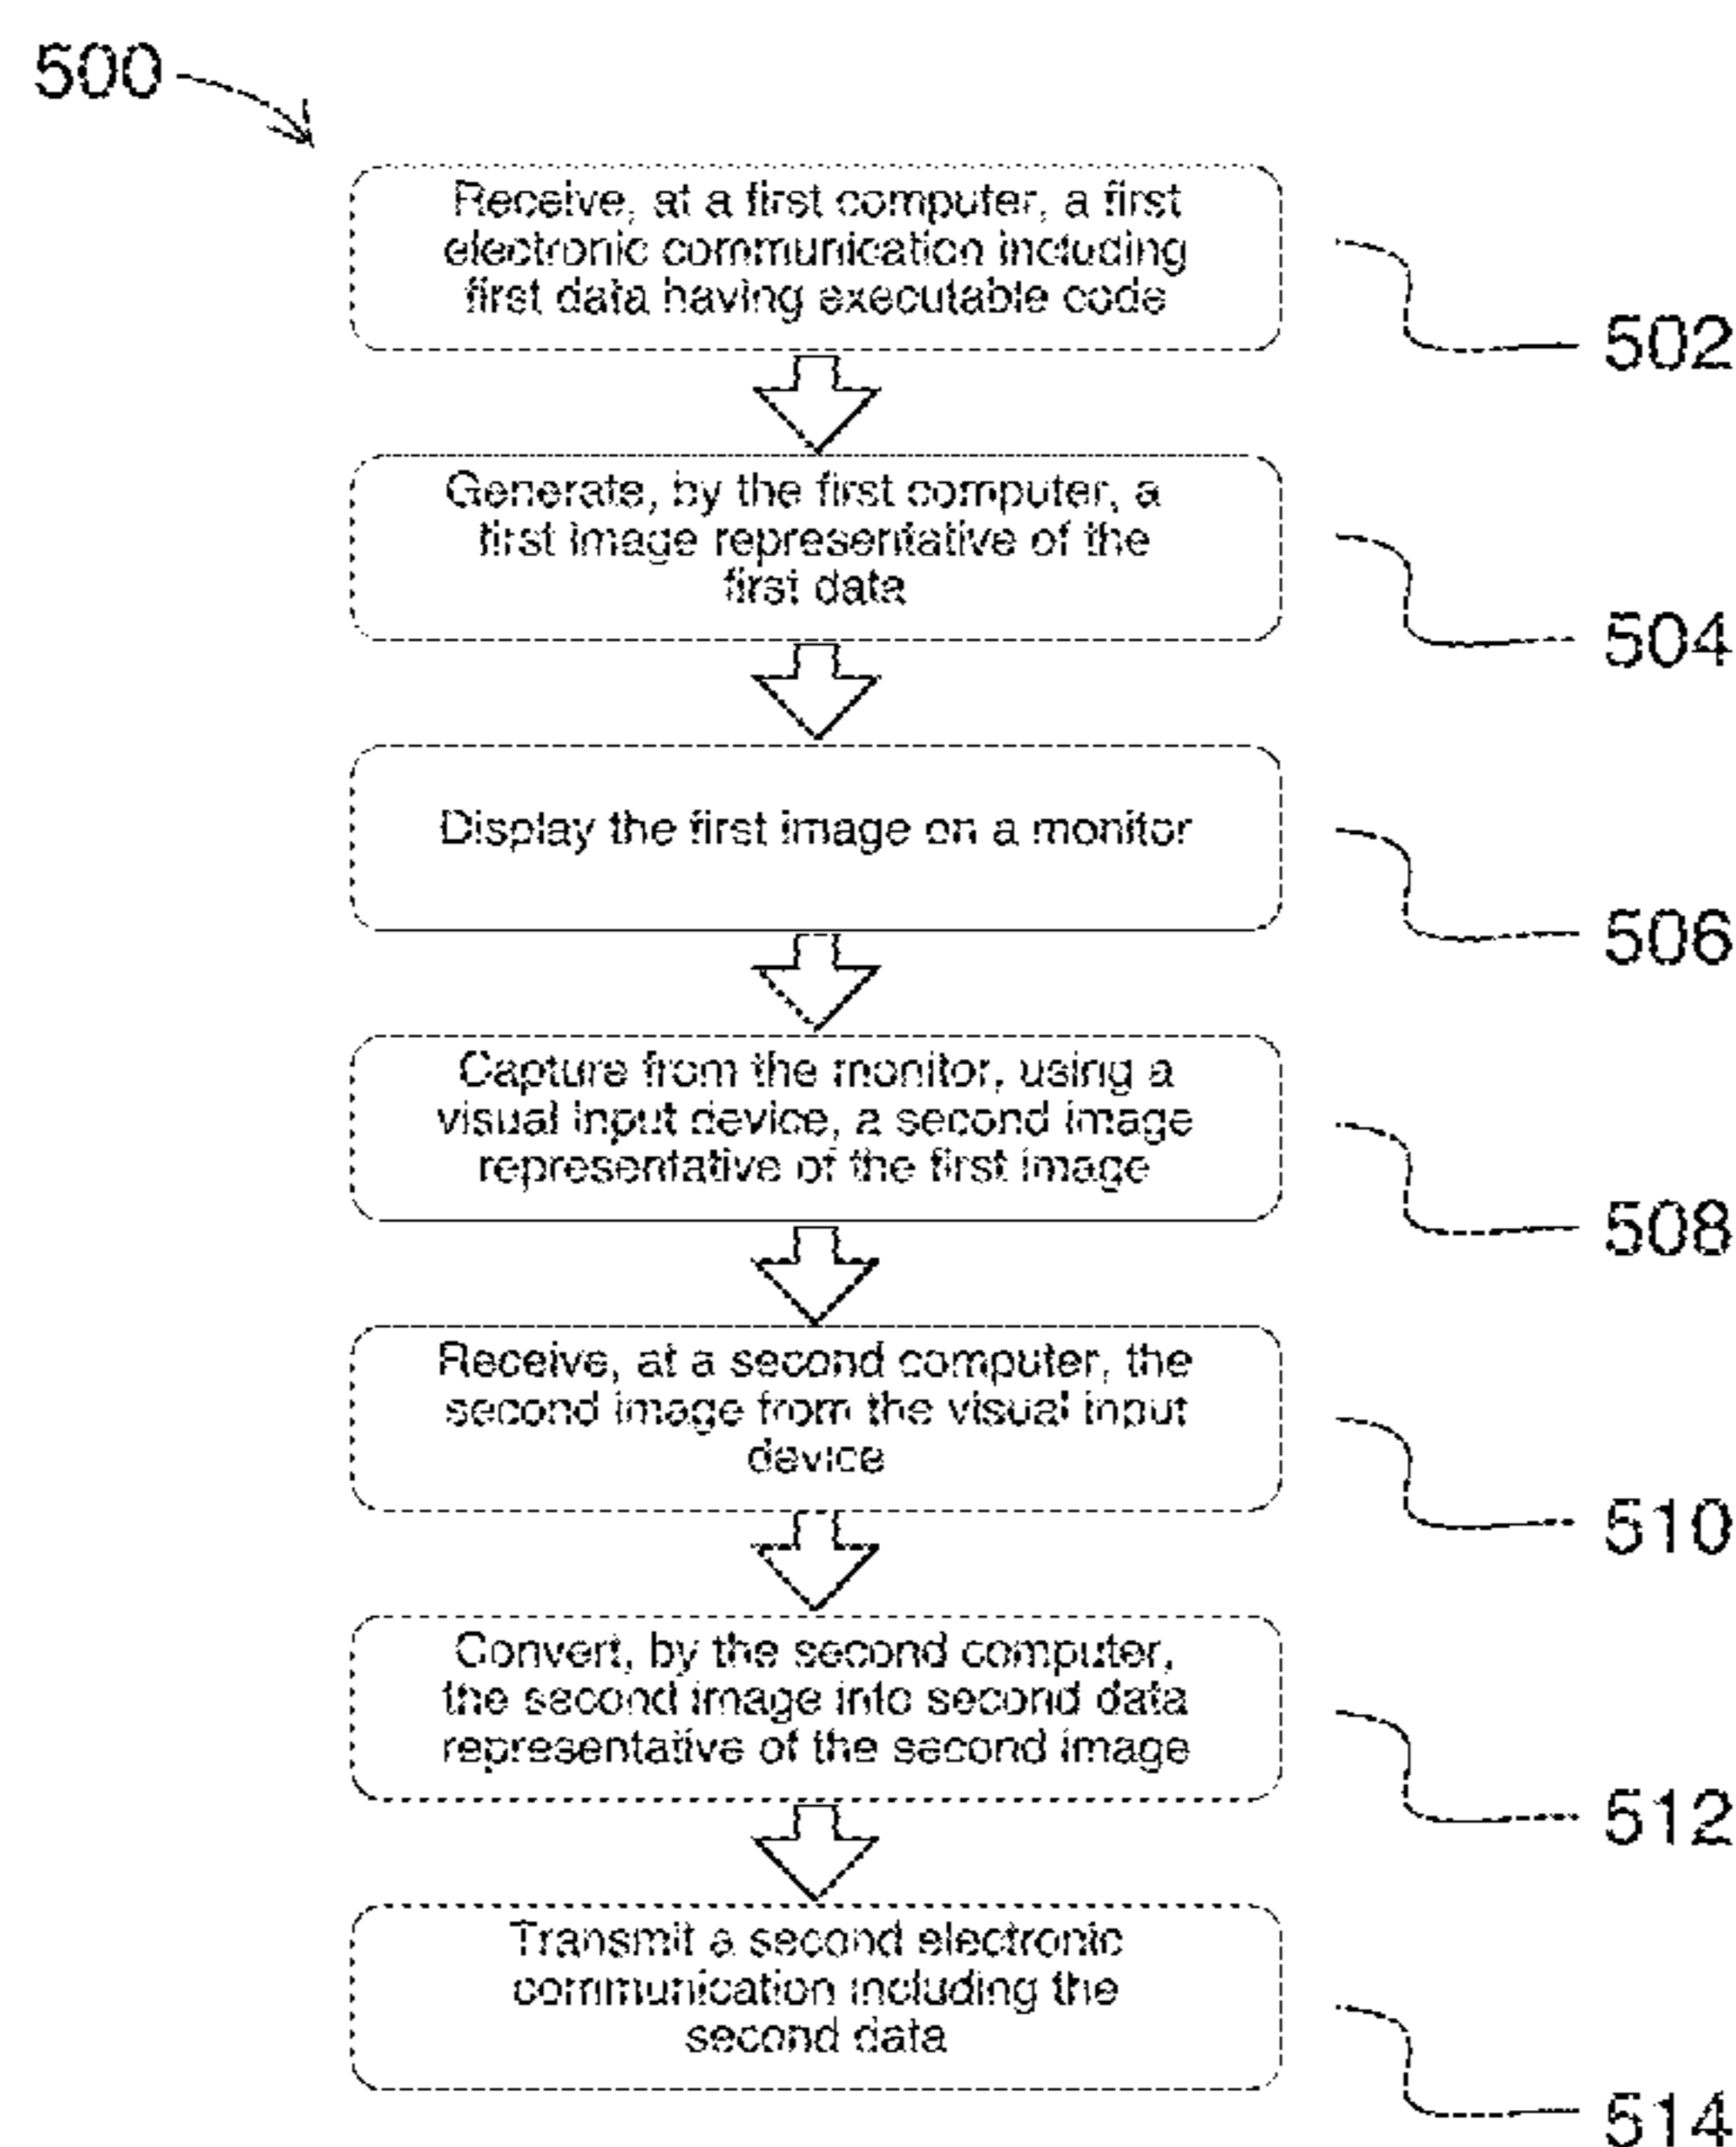 500
Receive, at a first computer, a first
electronic communication including
first data having executable code
502
Generate, by the first computer, a
first image representative of the
first data
504
Display the first image on a monitor
506
Capture from the monitor, using a
visual input device, a second image
representative of the first image
508
Receive, at a second computer, the
second image from the visual input
device
510
Convert, by the second computer,
the second image into second data
representative of the second image
512
Transmit a second electronic
communication including the
second data
514